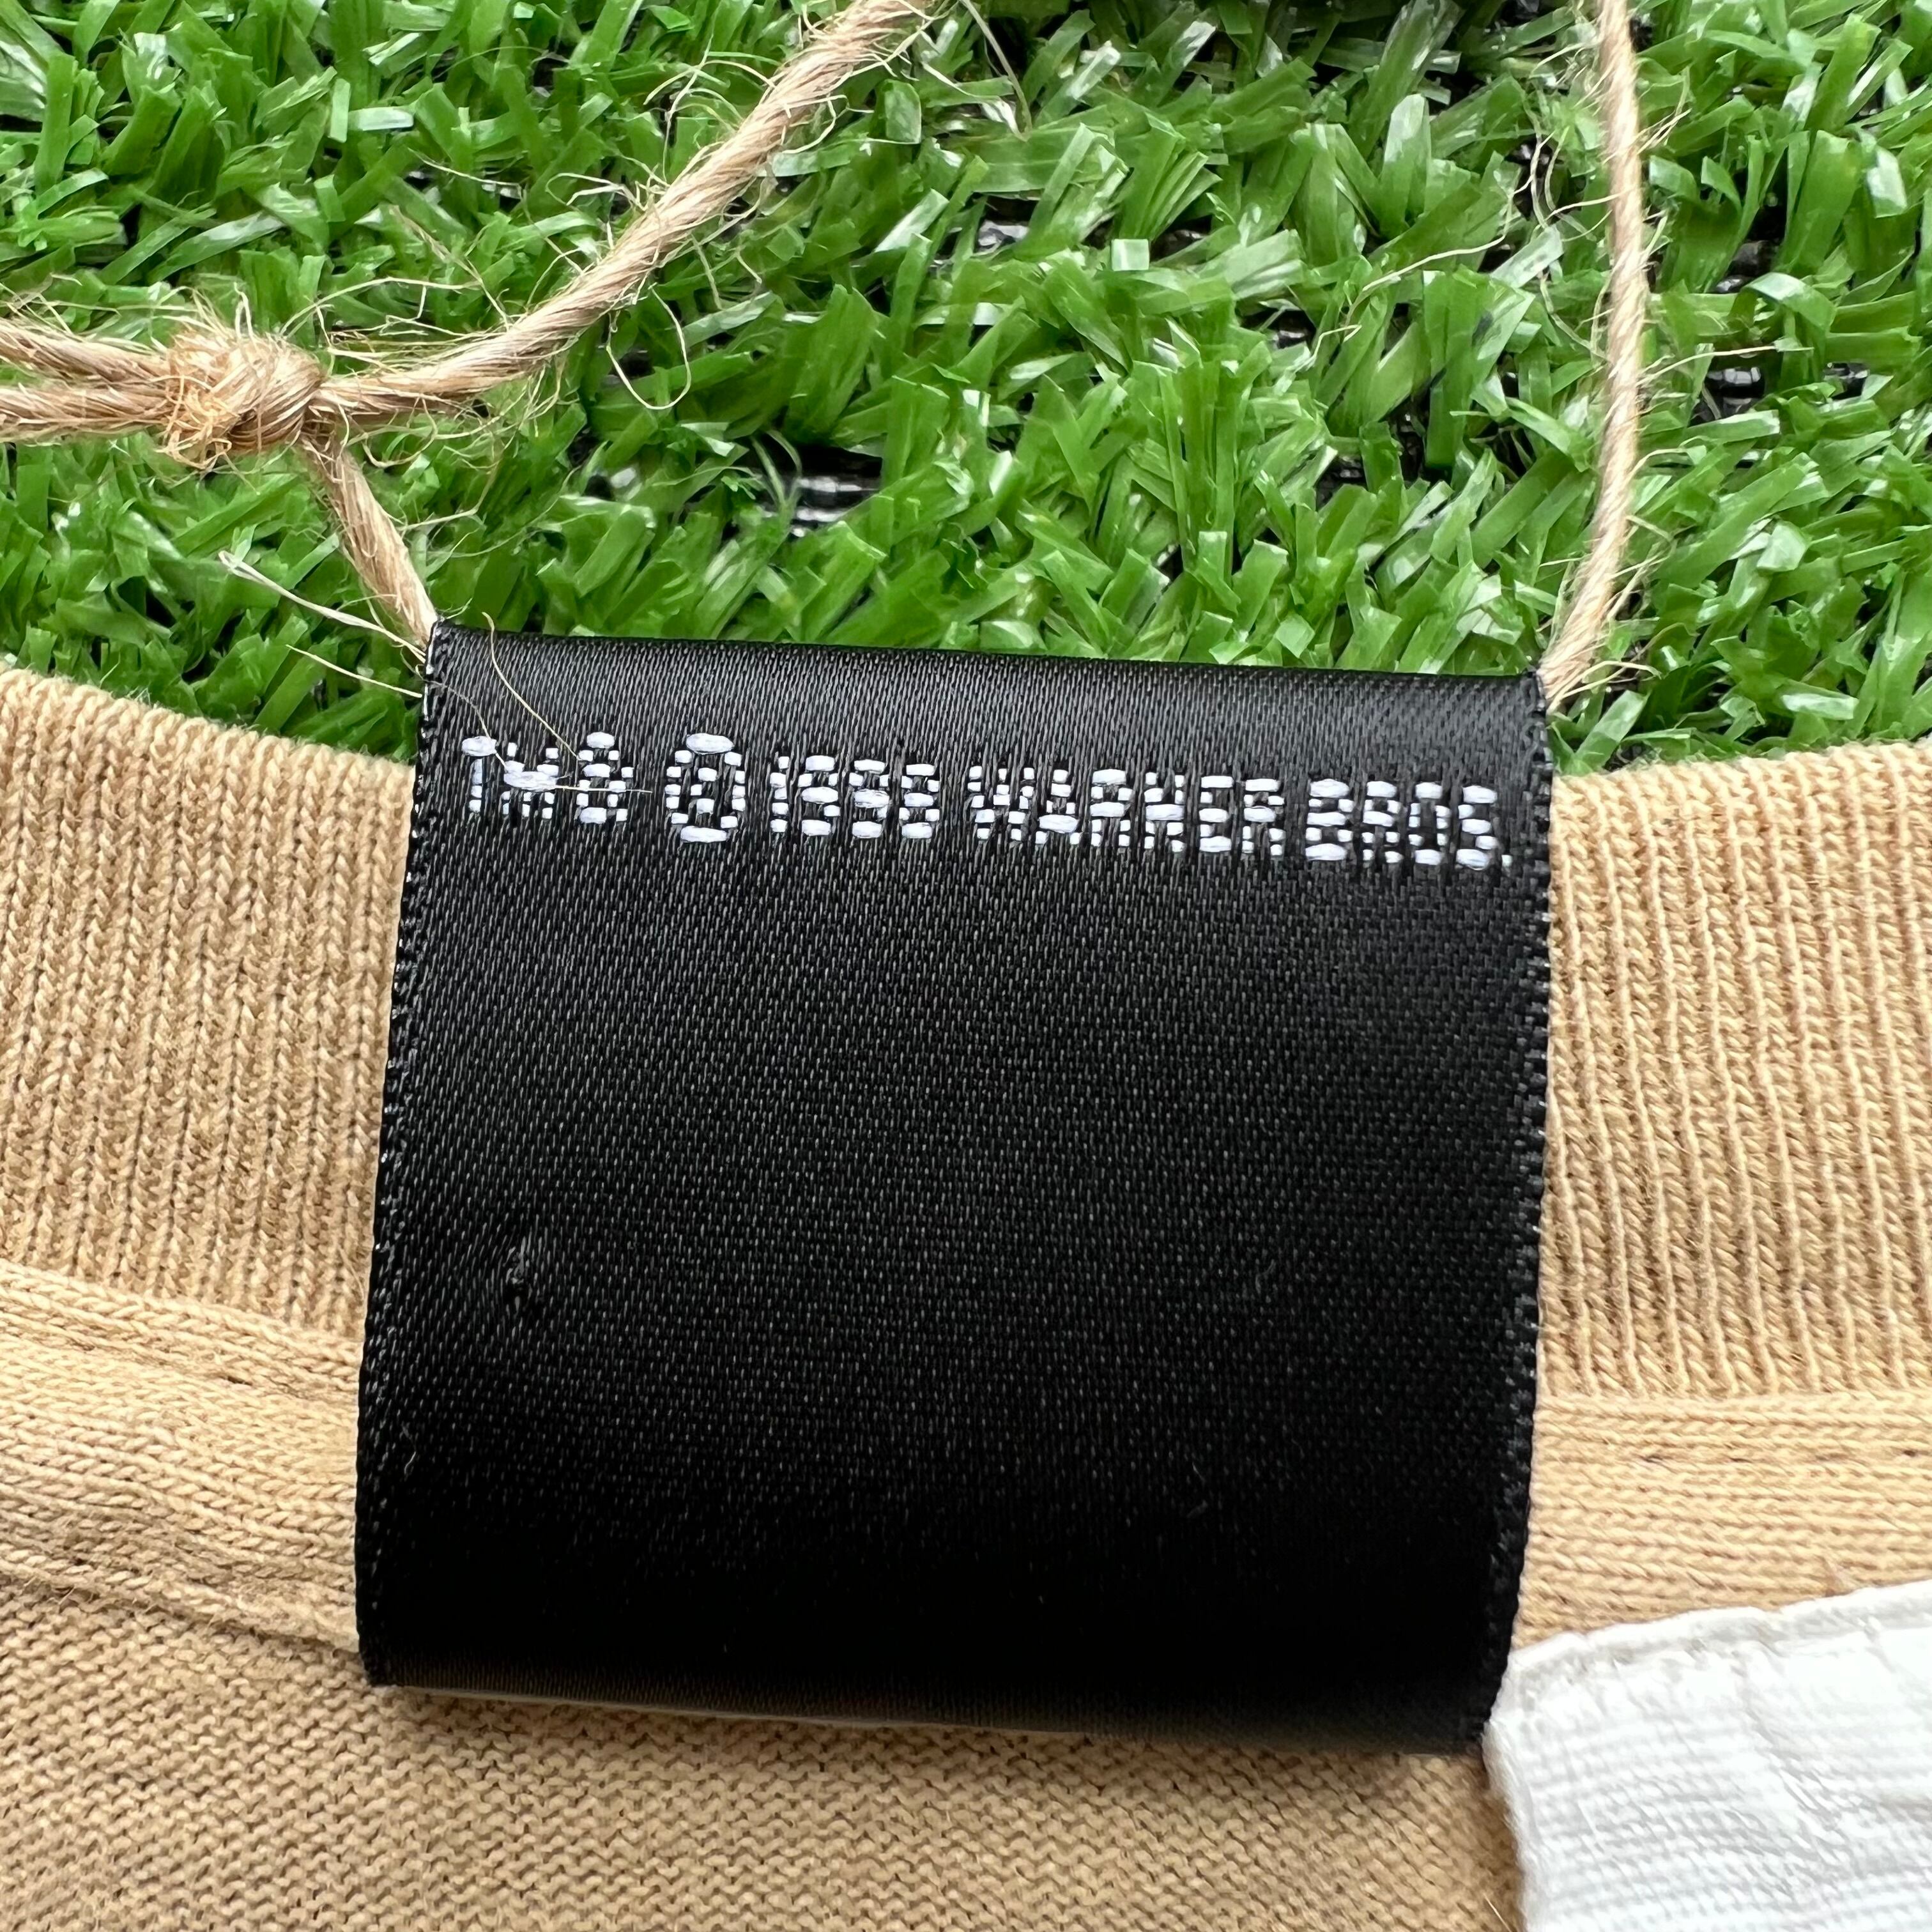 TM & © 1998 WARNER BROS.